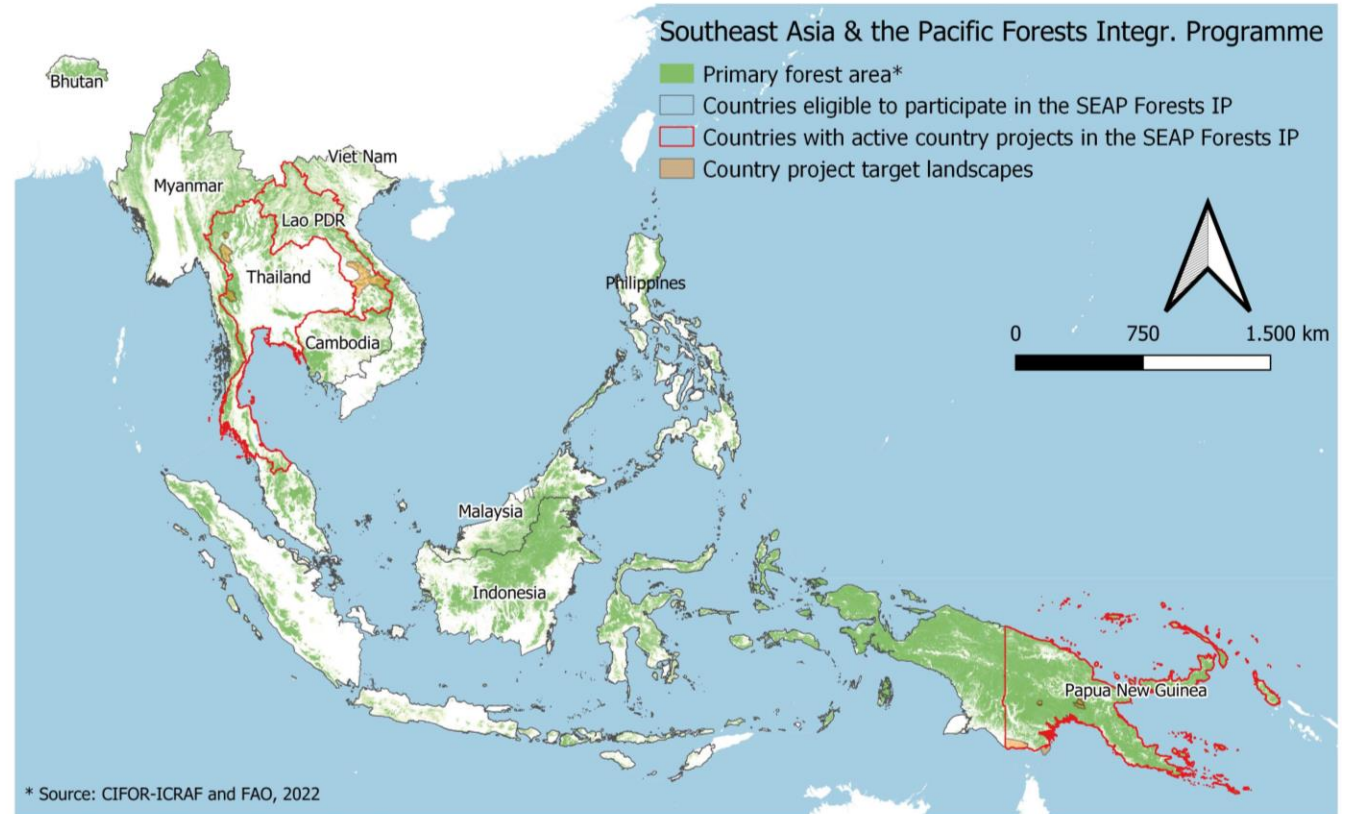 Southeast Asia & the Pacific Forests Integr. Programme
Primary forest area*
Countries eligible to participate in the SEAP Forests IP
Countries with active country projects in the SEAP Forests IP
Country project target landscapes
Bhutan
Viet Nam
Myanmar
Lao PDR
Thailand
Philippines
0 750 1.500 km
Cambodia
Malaysia
Indonesia
Papua New Guinea
* Source: CIFOR-ICRAF and FAO, 2022